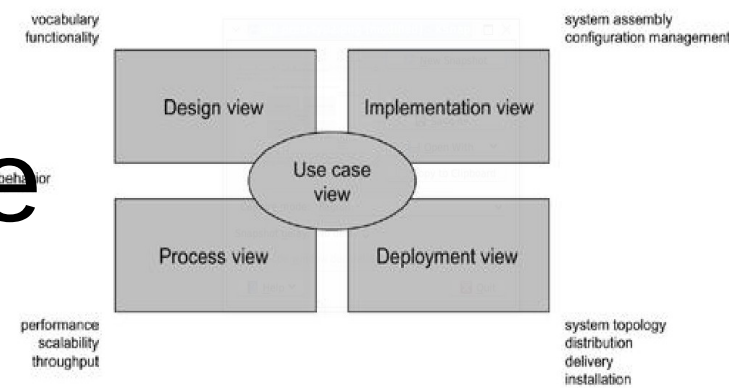 vocabulary
functionality
system assembly
configuration management
Design view
Implementation view
e
behavior
Use case
view
Process view
Deployment view
performance
scalability
throughput
system topology
distribution
delivery
installation